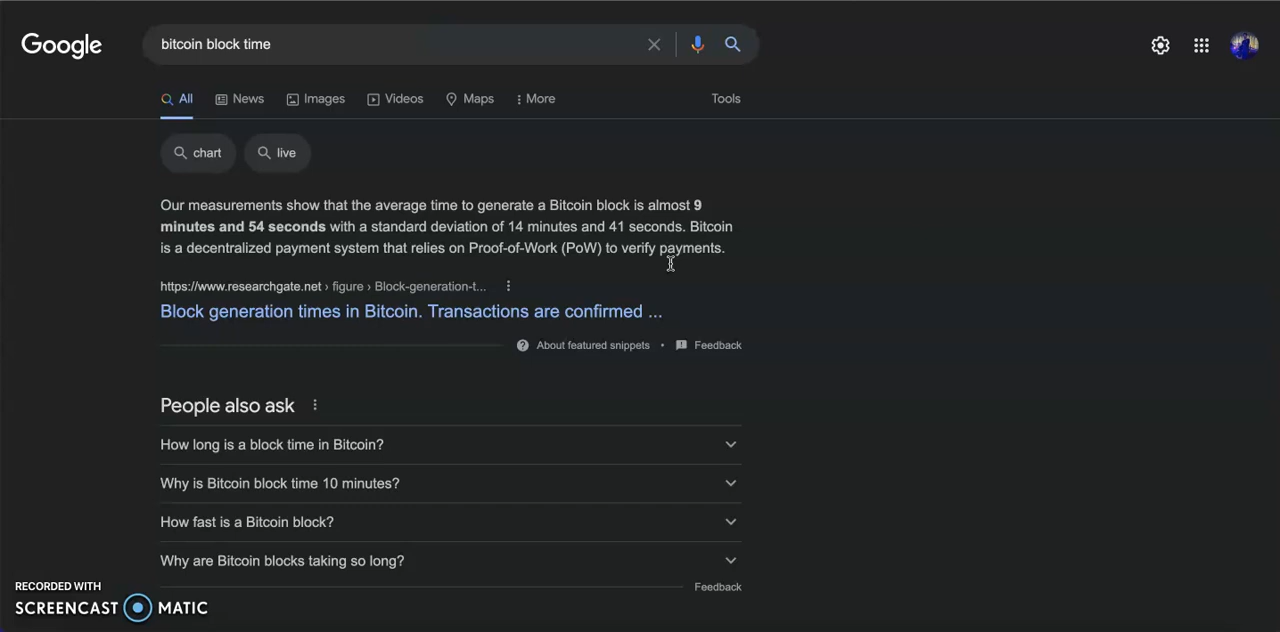 Google
bitcoin block time
All
News
Images
Videos
Maps
More
Tools
chart
live
Our measurements show that the average time to generate a Bitcoin block is almost 9
minutes and 54 seconds with a standard deviation of 14 minutes and 41 seconds. Bitcoin
is a decentralized payment system that relies on Proof-of-Work (PoW) to verify payments.
https://www.researchgate.net › figure › Block-generation-t...
Block generation times in Bitcoin. Transactions are confirmed ...
About featured snippets • Feedback
People also ask
How long is a block time in Bitcoin?
Why is Bitcoin block time 10 minutes?
How fast is a Bitcoin block?
Why are Bitcoin blocks taking so long?
Feedback
RECORDED WITH
SCREENCAST MATIC